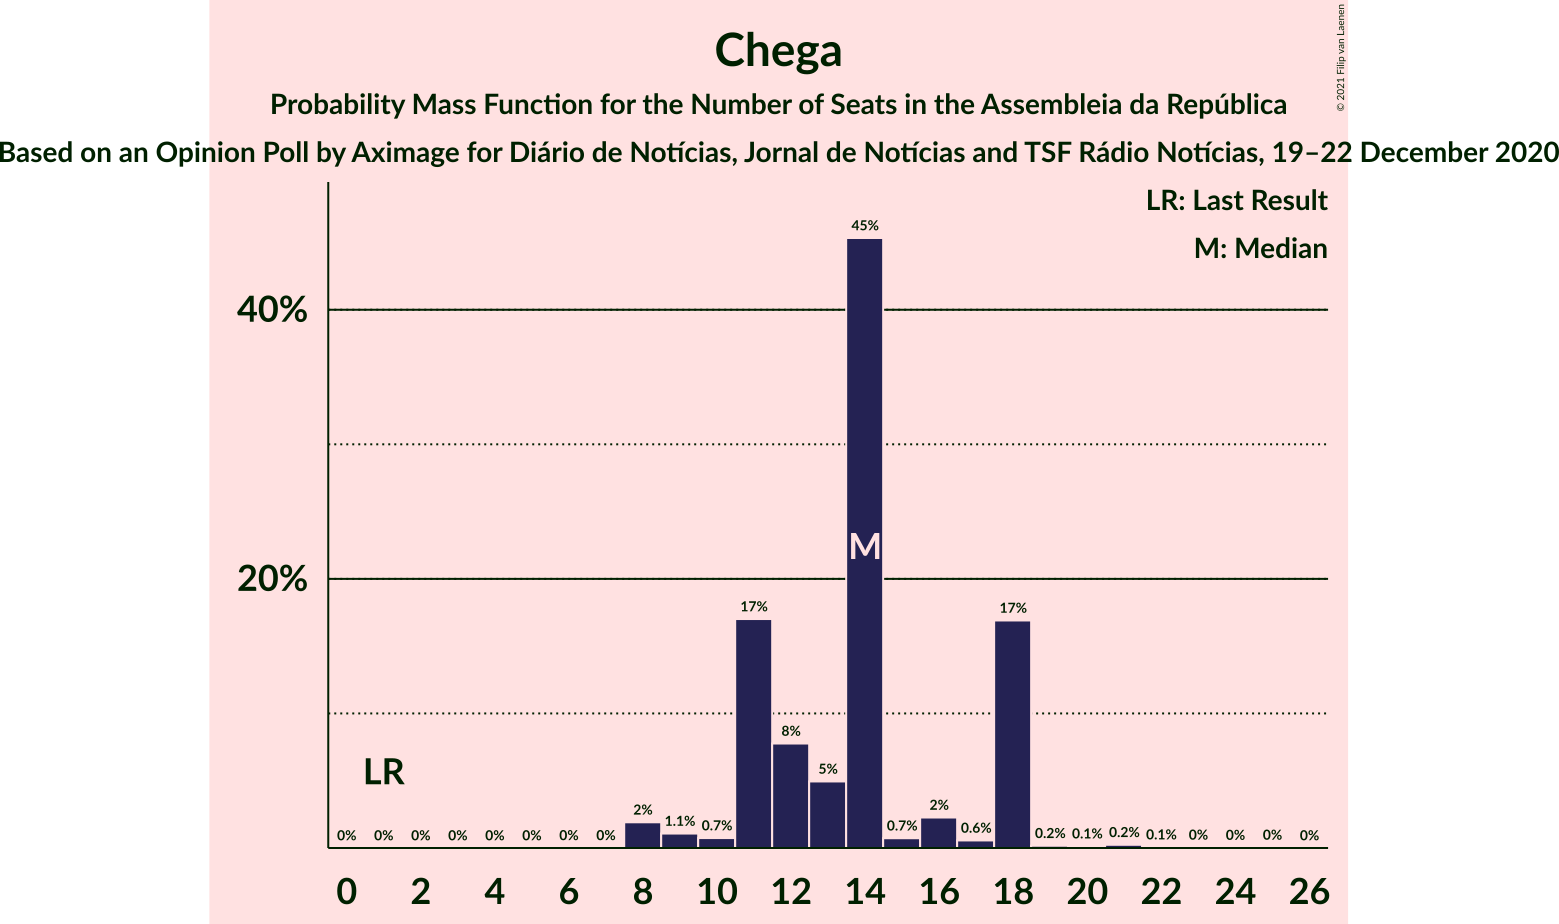 Chega
Probability Mass Function for the Number of Seats in the Assembleia da República
Based on an Opinion Poll by Aximage for Diário de Notícias, Jornal de Notícias and TSF Rádio Notícias, 19–22 December 2020
© 2021 Filip van Laenen
LR: Last Result
M: Median
45%
40%
M
20%
17%
17%
8%
5%
LR
2%
1.1%
0.7%
0.7%
2%
0.6%
0% 0% 0% 0% 0% 0% 0% 0%
0.2% 0.1% 0.2% 0.1% 0% 0% 0% 0%
0 2 4 6 8 10 12 14 16 18 20 22 24 26